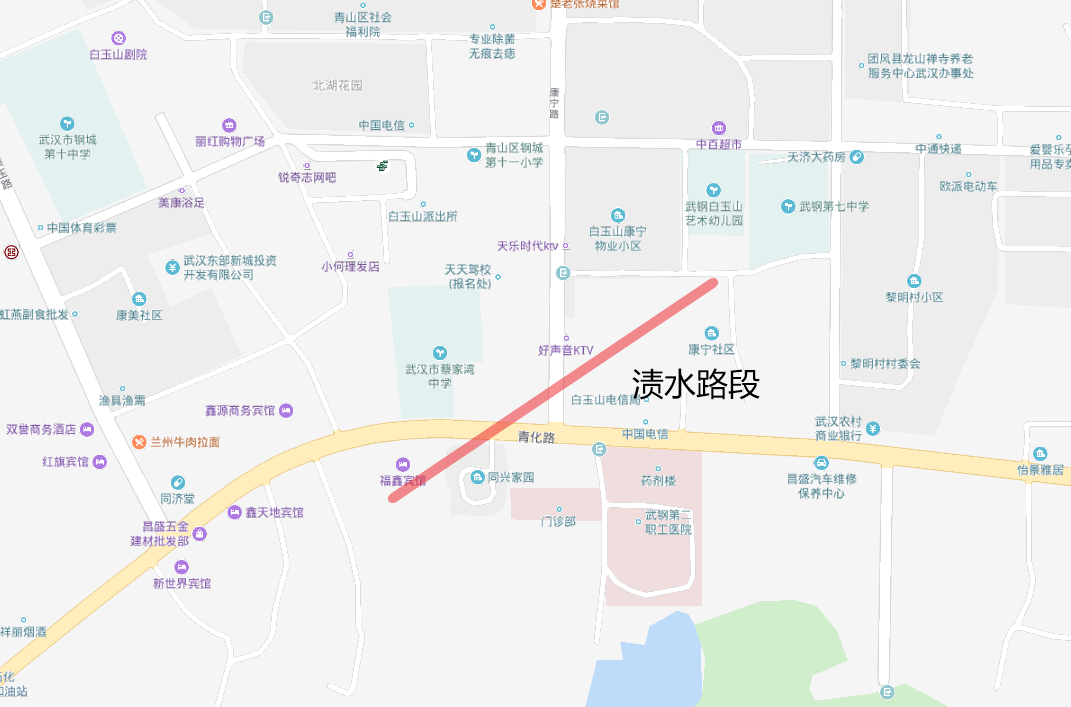 楚老张烧菜馆
青山区社会
福利院
专业除菌
无痕去痣
白玉山剧院
团风县龙山禅寺养老
服务中心武汉办事处
北湖花园
康宁路
中国电信
丽红购物广场
武汉市钢城
第十中学
青山区钢城
第十一小学
中百超市
天济大药房
中通快递
爱婴乐孕
用品专卖
锐奇志网吧
欧派电动车
美康浴足
白玉山派出所
武钢白玉山
艺术幼儿园
武钢第七中学
中国体育彩票
白玉山康宁
物业小区
天乐时代ktv
武汉东部新城投资
开发有限公司
小何理发店
天天驾校
(报名处)
黎明村小区
康美社区
虹燕副食批发
好声音KTV
康宁社区
武汉市蔡家湾
中学
黎明村村委会
渍水路段
渔具渔需
白玉山电信局
鑫源商务宾馆
双誉商务酒店
兰州牛肉拉面
青化路
中国电信
武汉农村
商业银行
红旗宾馆
福鑫宾馆
同兴家园
药剂楼
昌盛汽车维修
保养中心
怡景雅居
同济堂
鑫天地宾馆
门诊部
武钢第二
职工医院
昌盛五金
建材批发部
新世界宾馆
祥丽烟酒